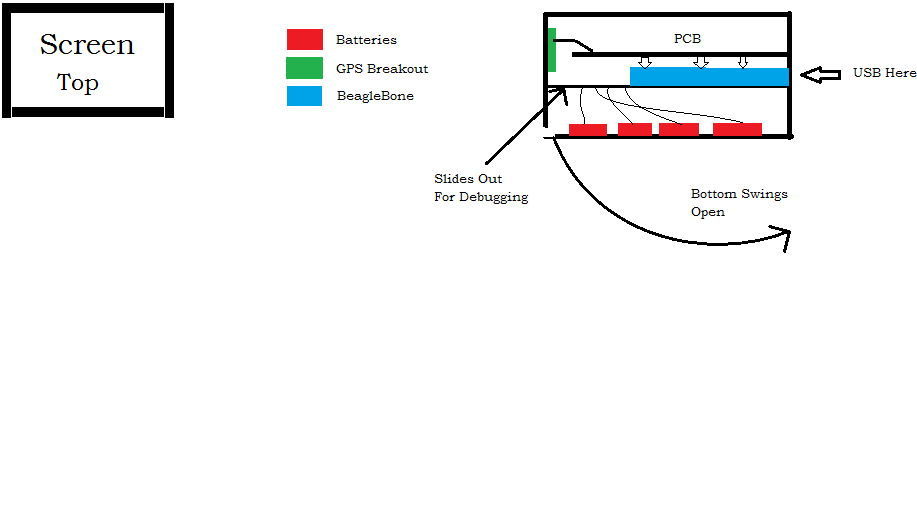 Screen
Top
Batteries
GPS Breakout
BeagleBone
PCB
USB Here
Slides Out
For Debugging
Bottom Swings
Open